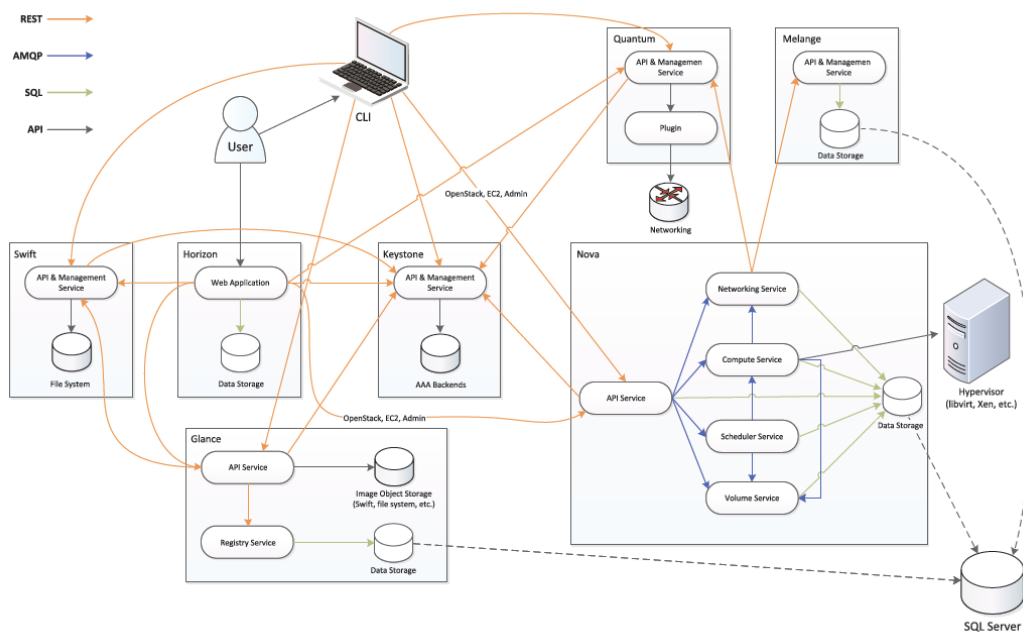 REST
AMQP
SQL
API
CLI
User
Quantum
API & Managemen
Service
Plugin
Networking
Melange
API & Managemen
Service
Data Storage
OpenStack, EC2, Admin
Swift
API & Management
Service
File System
Horizon
Web Application
Data Storage
Keystone
API & Management
Service
AAA Backends
OpenStack, EC2, Admin
Nova
Networking Service
Compute Service
API Service
Scheduler Service
Volume Service
Data Storage
Hypervisor
(libvirt, Xen, etc.)
Glance
API Service
Image Object Storage
(Swift, file system, etc.)
Registry Service
Data Storage
SQL Server